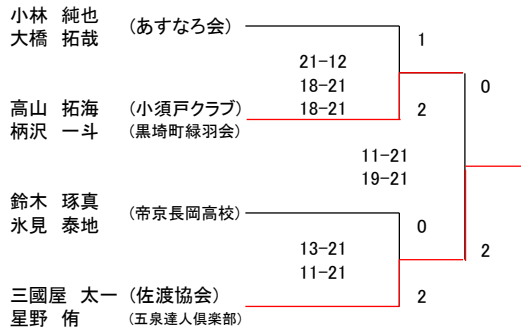 小林 純也
大橋 拓哉
(あすなろ会)
1
21-12
18-21
18-21
0
高山 拓海 (小須戸クラブ)
柄沢 一斗 (黒埼町緑羽会)
2
11-21
19-21
鈴木 琢真
氷見 泰地
(帝京長岡高校)
0
13-21
11-21
2
三國屋 太一 (佐渡協会)
星野 侑 (五泉達人倶楽部)
2